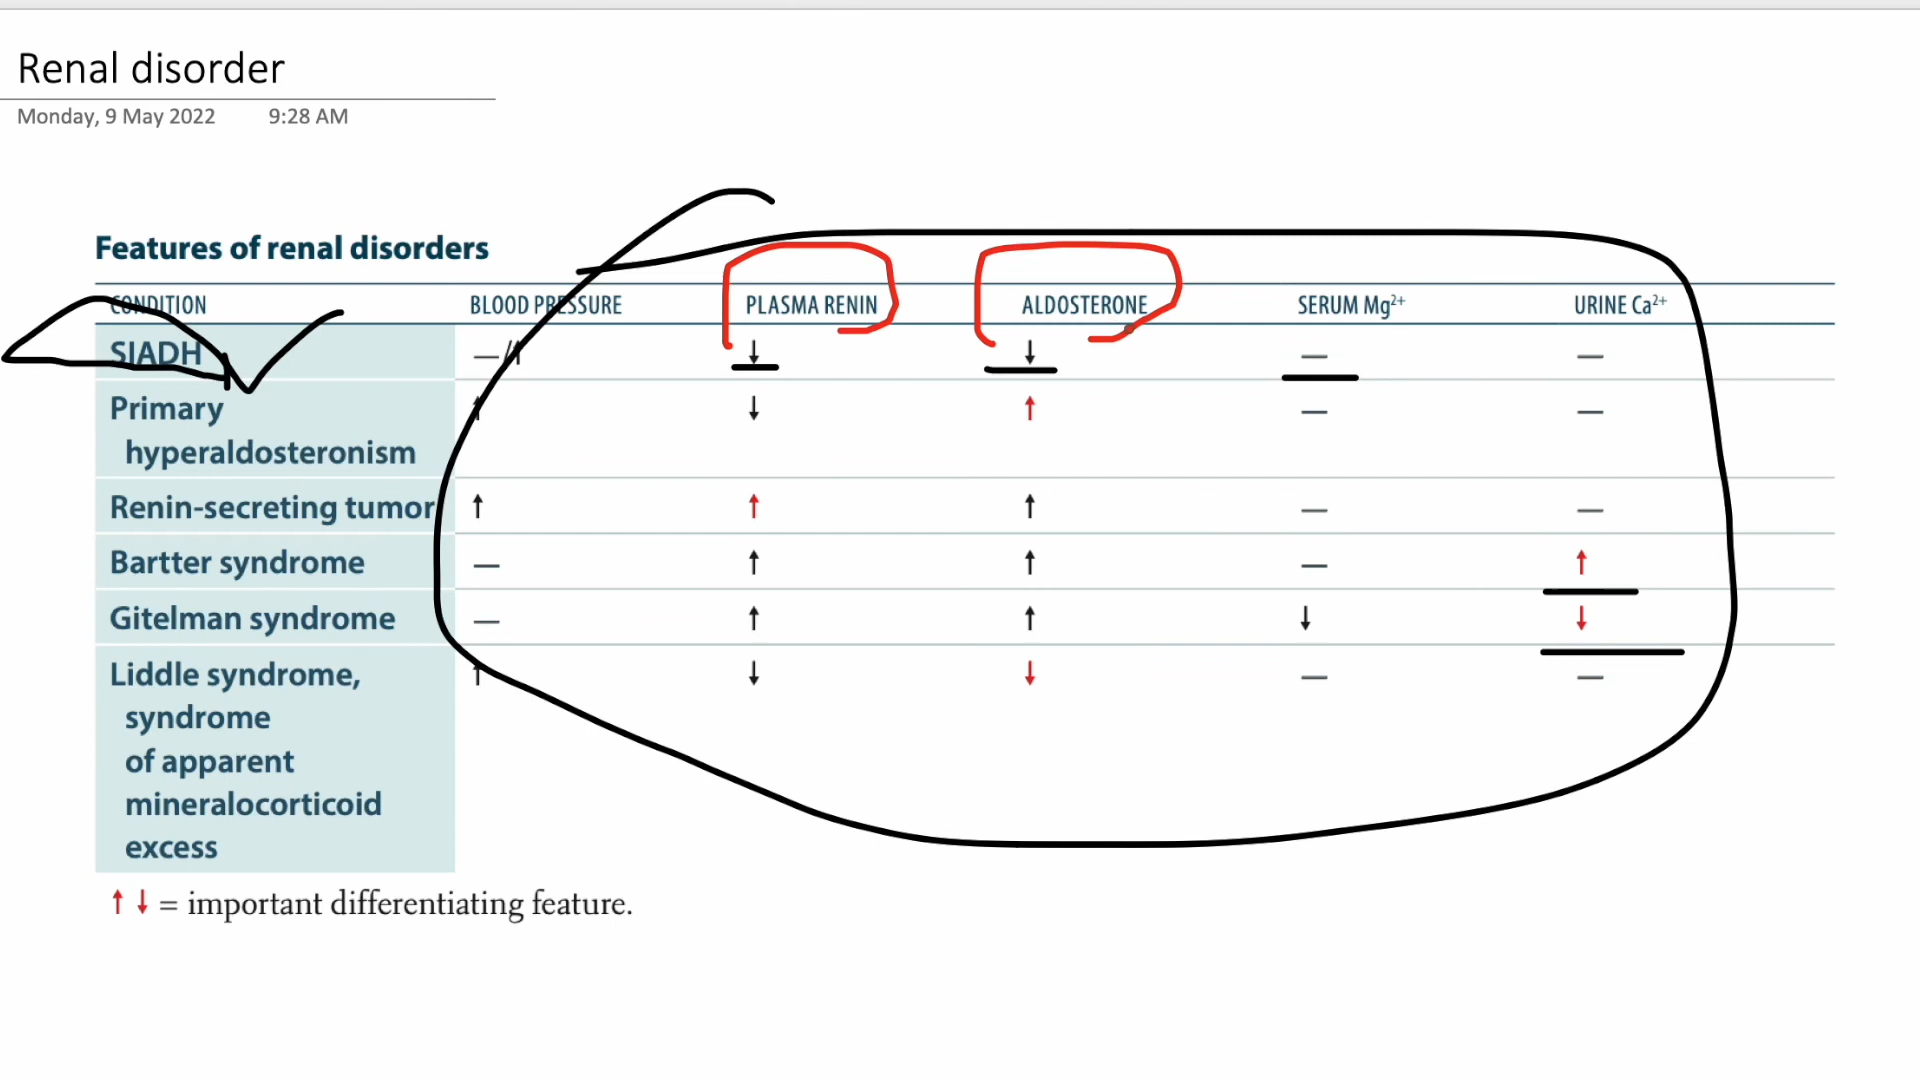 Renal disorder
Monday, 9 May 2022 9:28 AM
Features of renal disorders
CONDITION BLOOD PRESSURE PLASMA RENIN ALDOSTERONE SERUM Mg²⁺ URINE Ca²⁺
SIADH —/↑ ↓ ↓ — —
Primary ↑ ↓ ↑ — —
hyperaldosteronism
Renin-secreting tumor ↑ ↑ ↑ — —
Bartter syndrome — ↑ ↑ — ↑
Gitelman syndrome — ↑ ↑ ↓ ↓
Liddle syndrome, ↑ ↓ ↓ — —
syndrome
of apparent
mineralocorticoid
excess
↑ ↓ = important differentiating feature.